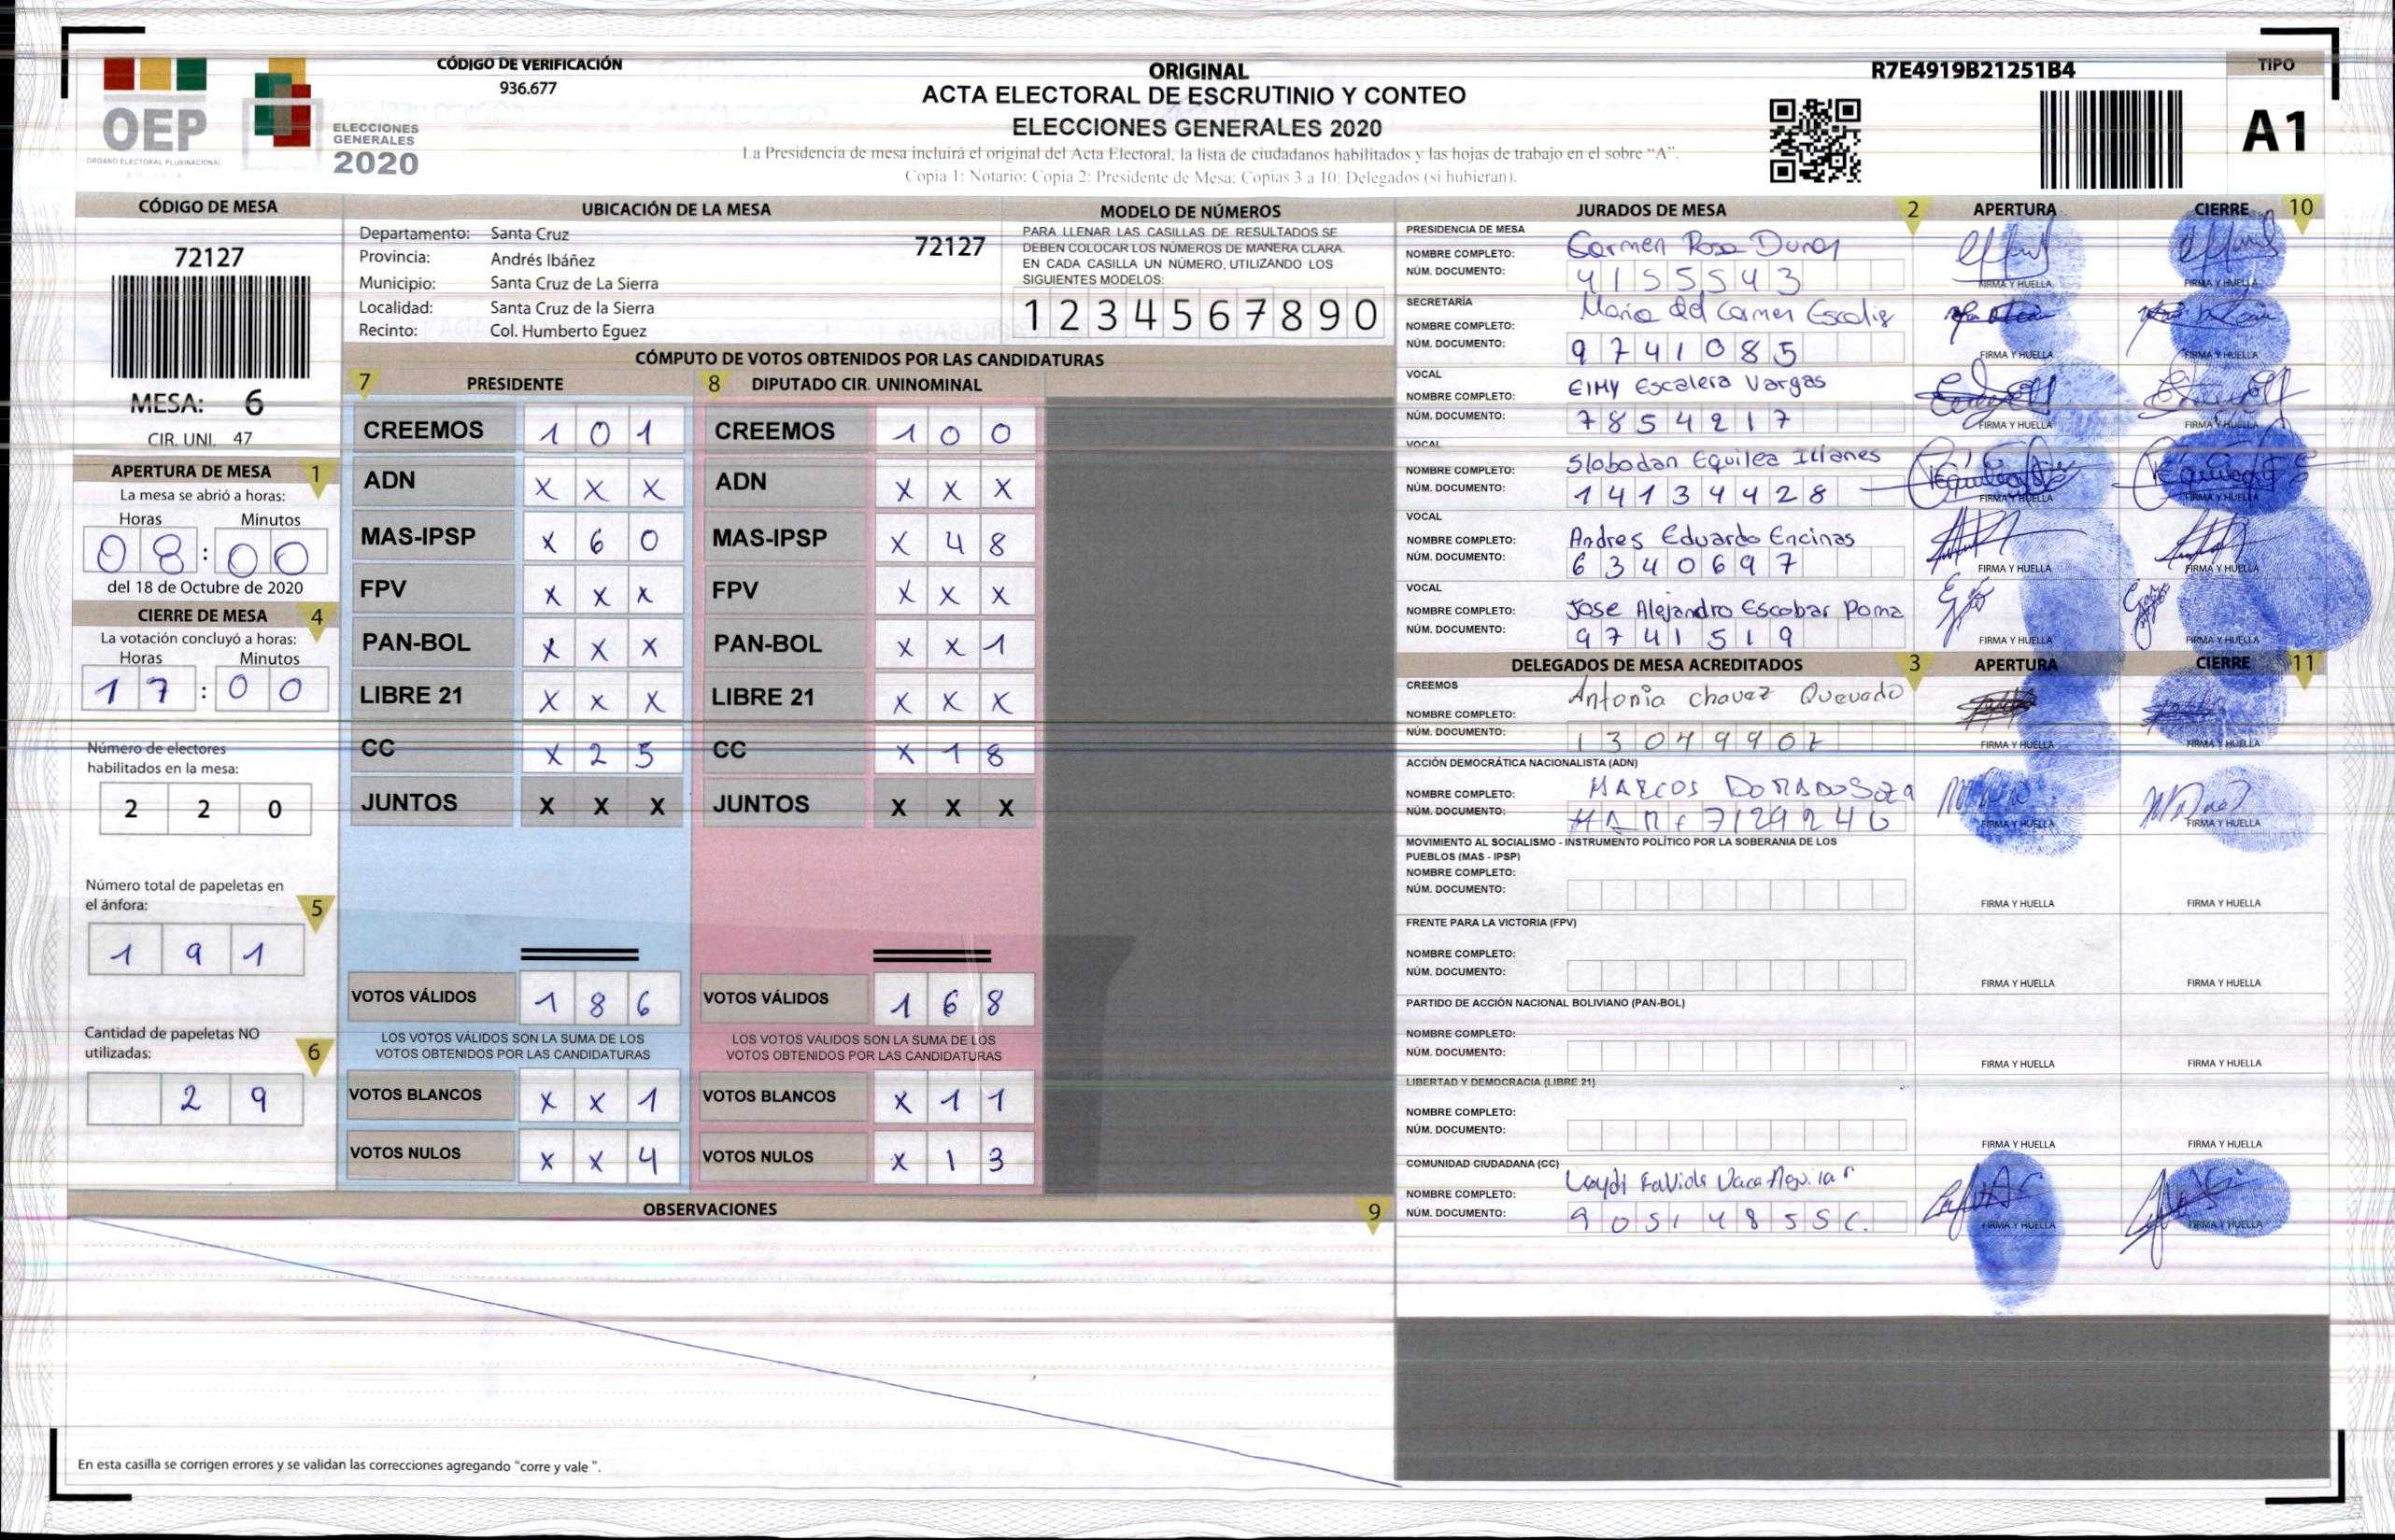 CÓDIGO DE VERIFICACIÓN
936.677
OEP
ÓRGANO ELECTORAL PLURINACIONAL
BOLIVIA
ELECCIONES
GENERALES
2020
ORIGINAL
ACTA ELECTORAL DE ESCRUTINIO Y CONTEO
ELECCIONES GENERALES 2020
La Presidencia de mesa incluirá el original del Acta Electoral, la lista de ciudadanos habilitados y las hojas de trabajo en el sobre "A".
Copia 1: Notario; Copia 2: Presidente de Mesa; Copias 3 a 10: Delegados (si hubieran).
R7E4919B21251B4
TIPO
A1
CÓDIGO DE MESA
72127
MESA: 6
CIR. UNI. 47
APERTURA DE MESA 1
La mesa se abrió a horas:
Horas Minutos
08:00
del 18 de Octubre de 2020
CIERRE DE MESA 4
La votación concluyó a horas:
Horas Minutos
17:00
Número de electores
habilitados en la mesa:
2 2 0
Número total de papeletas en
el ánfora: 5
1 9 1
Cantidad de papeletas NO
utilizadas: 6
2 9
UBICACIÓN DE LA MESA
Departamento: Santa Cruz 72127
Provincia: Andrés Ibáñez
Municipio: Santa Cruz de La Sierra
Localidad: Santa Cruz de la Sierra
Recinto: Col. Humberto Eguez
MODELO DE NÚMEROS
PARA LLENAR LAS CASILLAS DE RESULTADOS SE
DEBEN COLOCAR LOS NÚMEROS DE MANERA CLARA.
EN CADA CASILLA UN NÚMERO, UTILIZANDO LOS
SIGUIENTES MODELOS:
1 2 3 4 5 6 7 8 9 0
CÓMPUTO DE VOTOS OBTENIDOS POR LAS CANDIDATURAS
7 PRESIDENTE 8 DIPUTADO CIR. UNINOMINAL
CREEMOS 1 0 1 CREEMOS 1 0 0
ADN X X X ADN X X X
MAS-IPSP X 6 0 MAS-IPSP X 4 8
FPV X X X FPV X X X
PAN-BOL X X X PAN-BOL X X 1
LIBRE 21 X X X LIBRE 21 X X X
CC X 2 5 CC X 1 8
JUNTOS X X X JUNTOS X X X
VOTOS VÁLIDOS 1 8 6 VOTOS VÁLIDOS 1 6 8
LOS VOTOS VÁLIDOS SON LA SUMA DE LOS LOS VOTOS VÁLIDOS SON LA SUMA DE LOS
VOTOS OBTENIDOS POR LAS CANDIDATURAS VOTOS OBTENIDOS POR LAS CANDIDATURAS
VOTOS BLANCOS X X 1 VOTOS BLANCOS X 1 1
VOTOS NULOS X X 4 VOTOS NULOS X 1 3
OBSERVACIONES 9
En esta casilla se corrigen errores y se validan las correcciones agregando "corre y vale ".
JURADOS DE MESA 2 APERTURA CIERRE 10
PRESIDENCIA DE MESA
NOMBRE COMPLETO: Carmen Rosa Duran
NÚM. DOCUMENTO: 4155543 FIRMA Y HUELLA FIRMA Y HUELLA
SECRETARÍA
NOMBRE COMPLETO: Maria del Carmen
NÚM. DOCUMENTO: 9741085 FIRMA Y HUELLA FIRMA Y HUELLA
VOCAL
NOMBRE COMPLETO: EIMY Escalera Vargas
NÚM. DOCUMENTO: 7854217 FIRMA Y HUELLA FIRMA Y HUELLA
VOCAL
NOMBRE COMPLETO: Slobodan Equilea Illanes
NÚM. DOCUMENTO: 14134428 FIRMA Y HUELLA FIRMA Y HUELLA
VOCAL
NOMBRE COMPLETO: Andres Eduardo Encinas
NÚM. DOCUMENTO: 6340697 FIRMA Y HUELLA FIRMA Y HUELLA
VOCAL
NOMBRE COMPLETO: Jose Alejandro Escobar Poma
NÚM. DOCUMENTO: 9741519 FIRMA Y HUELLA FIRMA Y HUELLA
DELEGADOS DE MESA ACREDITADOS 3 APERTURA CIERRE 11
CREEMOS
NOMBRE COMPLETO: Antonia chavez Quevedo
NÚM. DOCUMENTO: FIRMA Y HUELLA FIRMA Y HUELLA
ACCIÓN DEMOCRÁTICA NACIONALISTA (ADN)
NOMBRE COMPLETO: MARCOS DORADO
NÚM. DOCUMENTO: FIRMA Y HUELLA FIRMA Y HUELLA
MOVIMIENTO AL SOCIALISMO - INSTRUMENTO POLÍTICO POR LA SOBERANIA DE LOS
PUEBLOS (MAS - IPSP)
NOMBRE COMPLETO:
NÚM. DOCUMENTO: FIRMA Y HUELLA FIRMA Y HUELLA
FRENTE PARA LA VICTORIA (FPV)
NOMBRE COMPLETO:
NÚM. DOCUMENTO: FIRMA Y HUELLA FIRMA Y HUELLA
PARTIDO DE ACCIÓN NACIONAL BOLIVIANO (PAN-BOL)
NOMBRE COMPLETO:
NÚM. DOCUMENTO: FIRMA Y HUELLA FIRMA Y HUELLA
LIBERTAD Y DEMOCRACIA (LIBRE 21)
NOMBRE COMPLETO:
NÚM. DOCUMENTO: FIRMA Y HUELLA FIRMA Y HUELLA
COMUNIDAD CIUDADANA (CC)
NOMBRE COMPLETO: Vaca
NÚM. DOCUMENTO: 9051485SC. FIRMA Y HUELLA FIRMA Y HUELLA